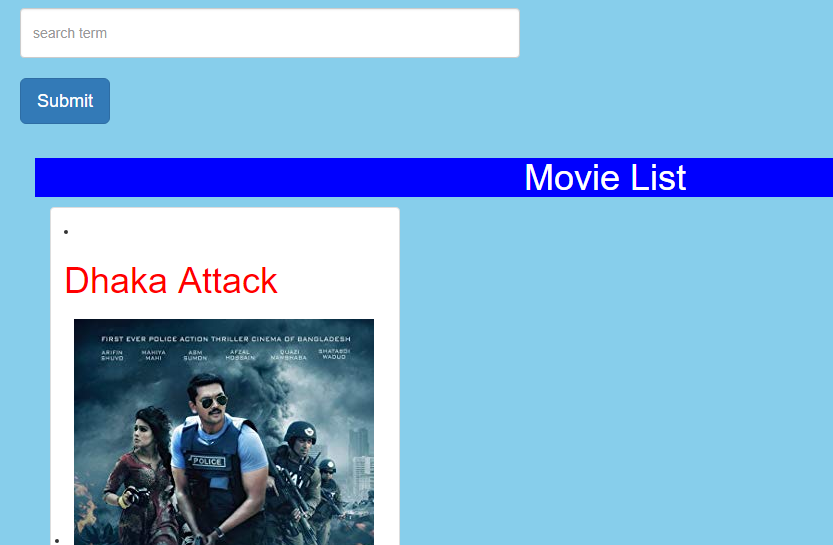 search term
Submit
Movie List
Dhaka Attack
FIRST EVER POLICE ACTION THRILLER CINEMA OF BANGLADESH
ARIFIN MAHIYA ABM AFZAL QUAZI SHATABDI
SHUVO MAHI SUMON HOSSAIN NAWSHABA WADUD
POLICE